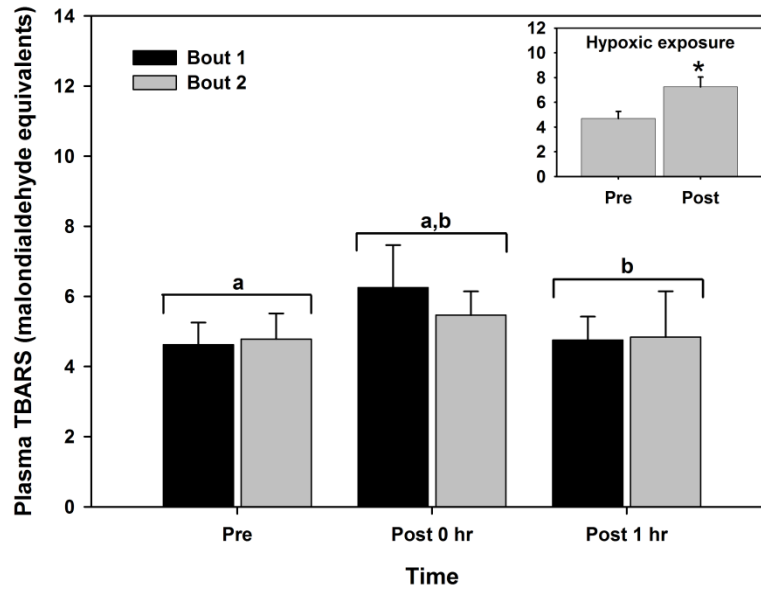 Plasma TBARS (malondialdehyde equivalents)
14
12
10
8
6
4
2
0
Bout 1
Bout 2
a
a,b
b
Pre
Post 0 hr
Post 1 hr
Time
12
10
8
6
4
2
0
Hypoxic exposure
*
Pre
Post